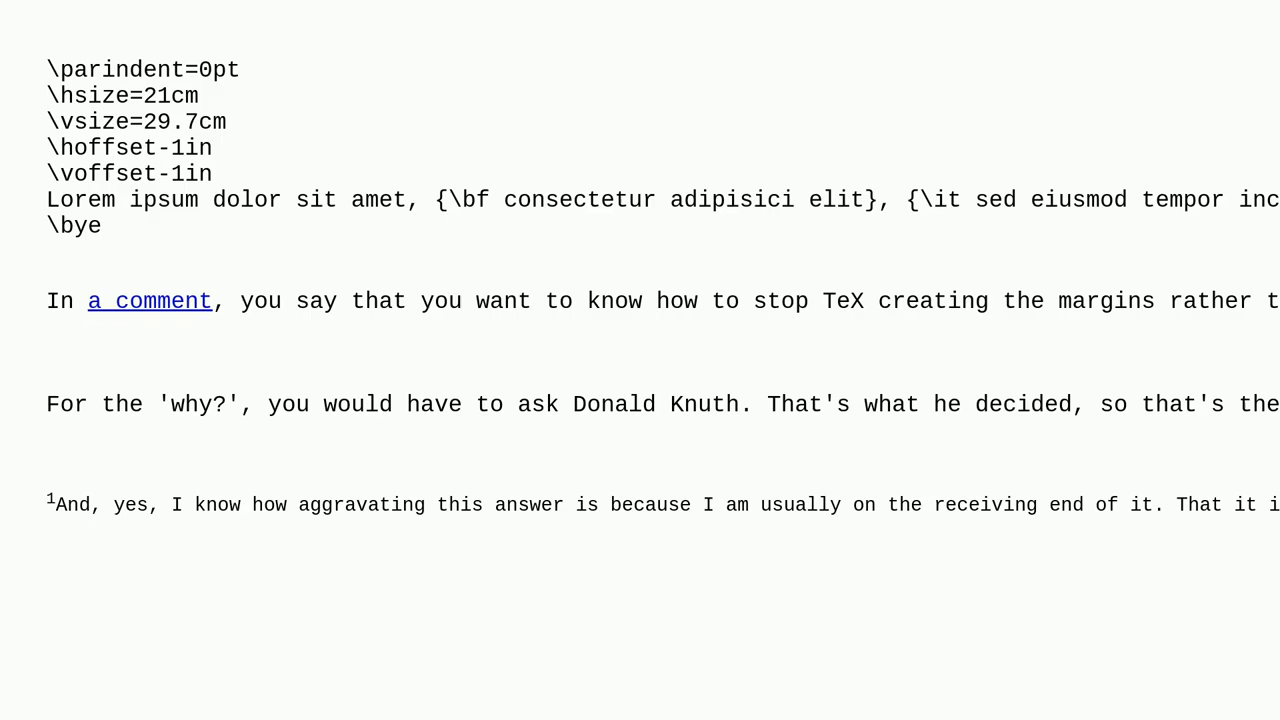 \parindent=0pt
\hsize=21cm
\vsize=29.7cm
\hoffset-1in
\voffset-1in
Lorem ipsum dolor sit amet, {\bf consectetur adipisici elit}, {\it sed eiusmod tempor inc
\bye
In a comment, you say that you want to know how to stop TeX creating the margins rather t
For the 'why?', you would have to ask Donald Knuth. That's what he decided, so that's the
1And, yes, I know how aggravating this answer is because I am usually on the receiving end of it. That it i